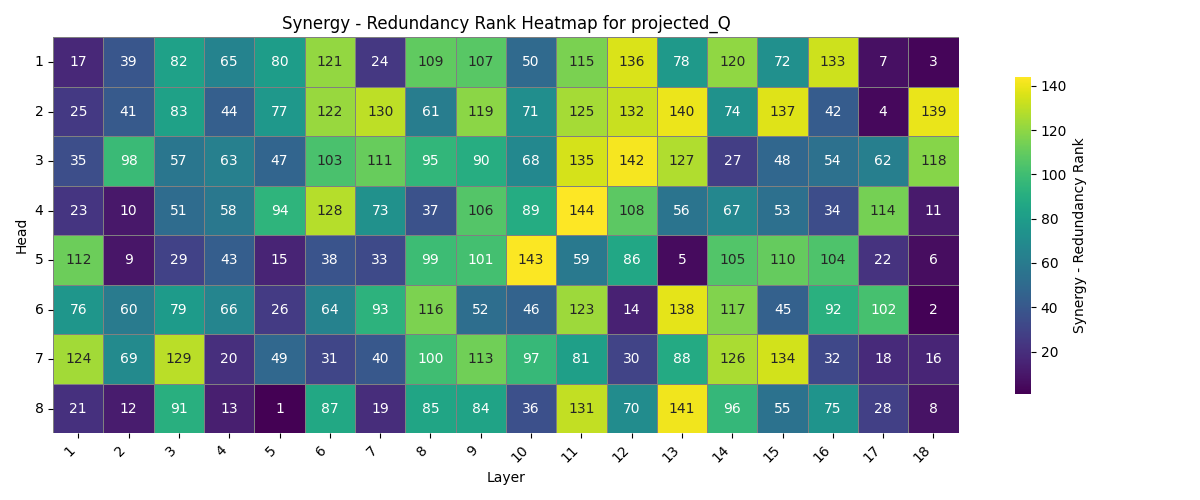 Synergy - Redundancy Rank Heatmap for projected_Q
Head
1 17 39 82 65 80 121 24 109 107 50 115 136 78 120 72 133 7 3
2 25 41 83 44 77 122 130 61 119 71 125 132 140 74 137 42 4 139
3 35 98 57 63 47 103 111 95 90 68 135 142 127 27 48 54 62 118
4 23 10 51 58 94 128 73 37 106 89 144 108 56 67 53 34 114 11
5 112 9 29 43 15 38 33 99 101 143 59 86 5 105 110 104 22 6
6 76 60 79 66 26 64 93 116 52 46 123 14 138 117 45 92 102 2
7 124 69 129 20 49 31 40 100 113 97 81 30 88 126 134 32 18 16
8 21 12 91 13 1 87 19 85 84 36 131 70 141 96 55 75 28 8
1 2 3 4 5 6 7 8 9 10 11 12 13 14 15 16 17 18
Layer
140
120
100
80
60
40
20
Synergy - Redundancy Rank